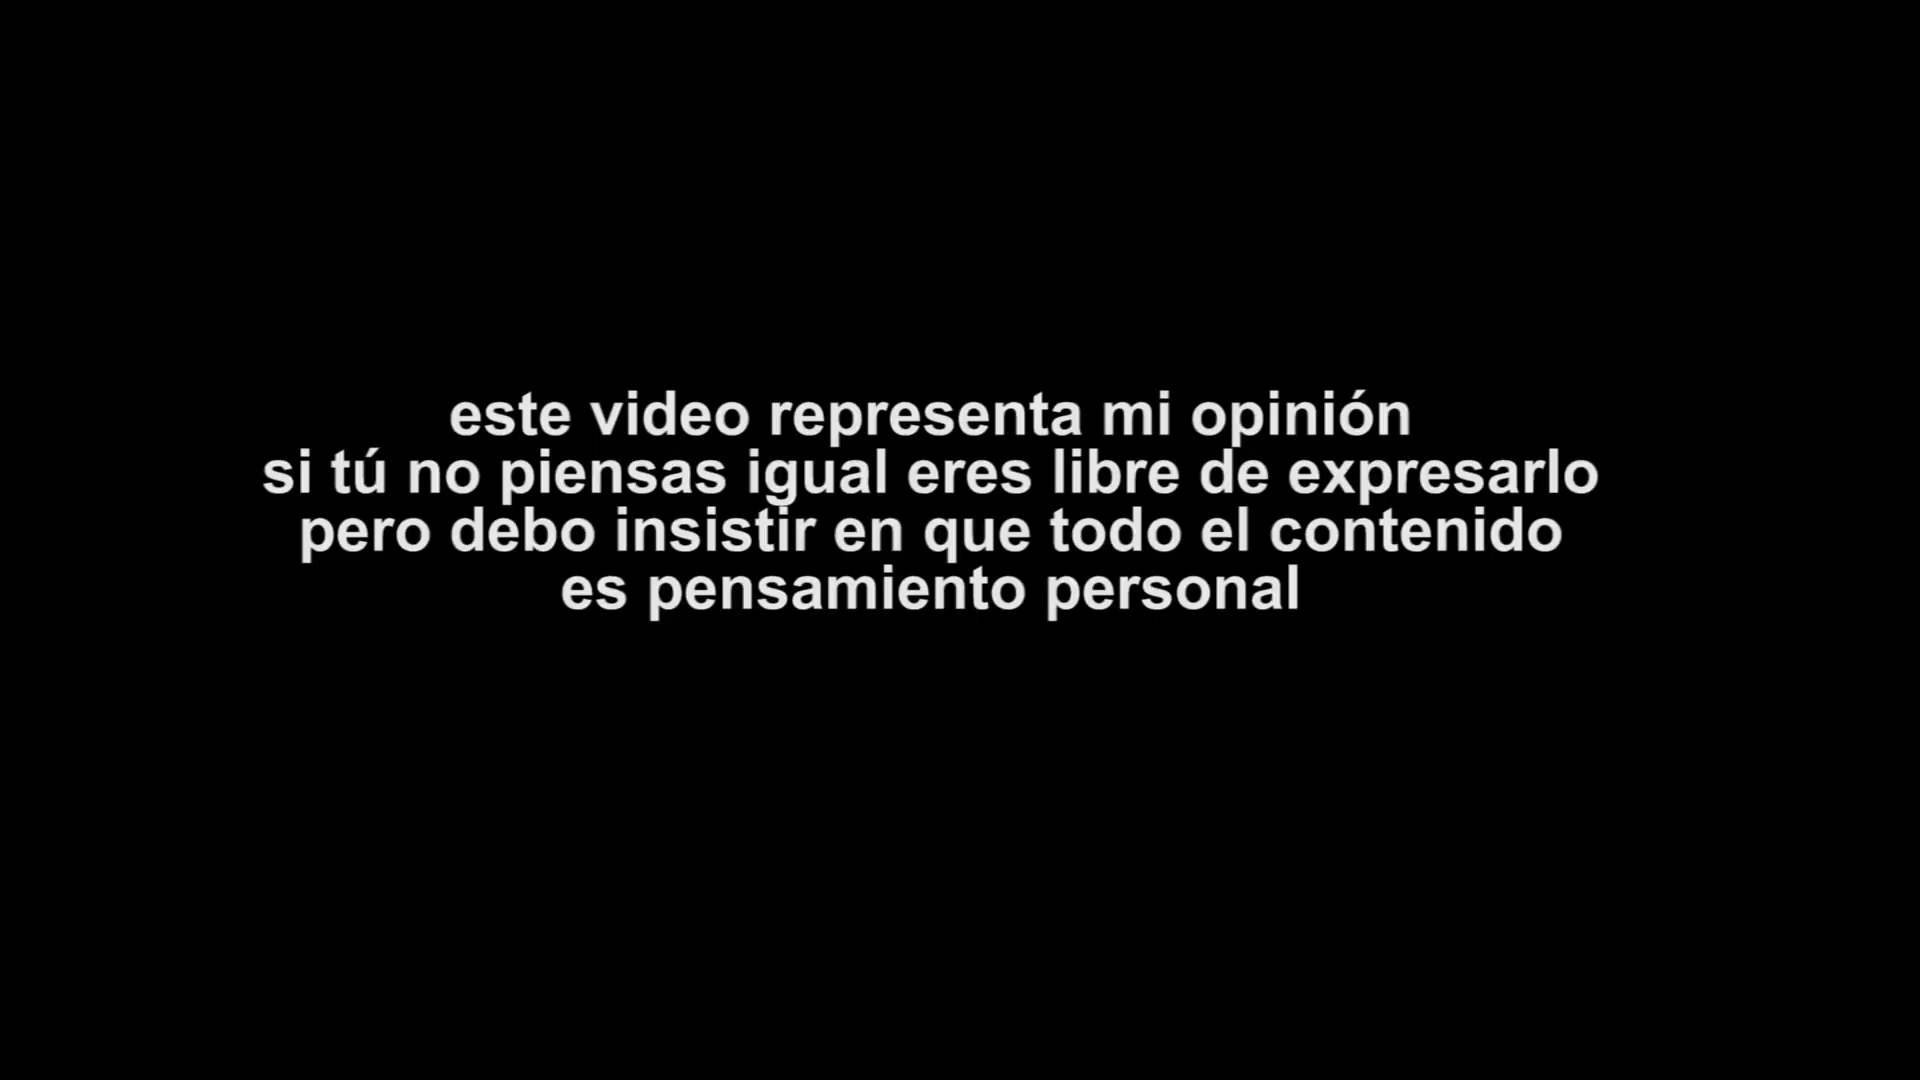 este video representa mi opinión
si tú no piensas igual eres libre de expresarlo
pero debo insistir en que todo el contenido
es pensamiento personal